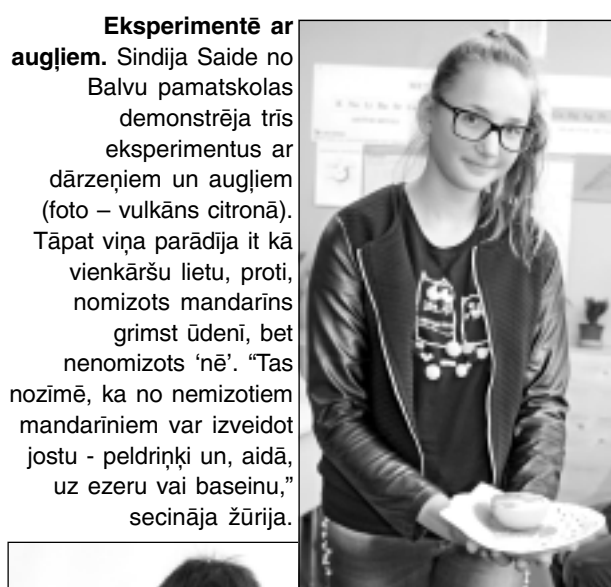 Eksperimentē ar
augļiem. Sindija Saide no
Balvu pamatskolas
demonstrēja trīs
eksperimentus ar
dārzeņiem un augļiem
(foto – vulkāns citronā).
Tāpat viņa parādīja it kā
vienkāršu lietu, proti,
nomizots mandarīns
grimst ūdenī, bet
nenomizots ‘nē’. “Tas
nozīmē, ka no nemizotiem
mandarīniem var izveidot
jostu - peldriņķi un, aidā,
uz ezeru vai baseinu,”
secināja žūrija.